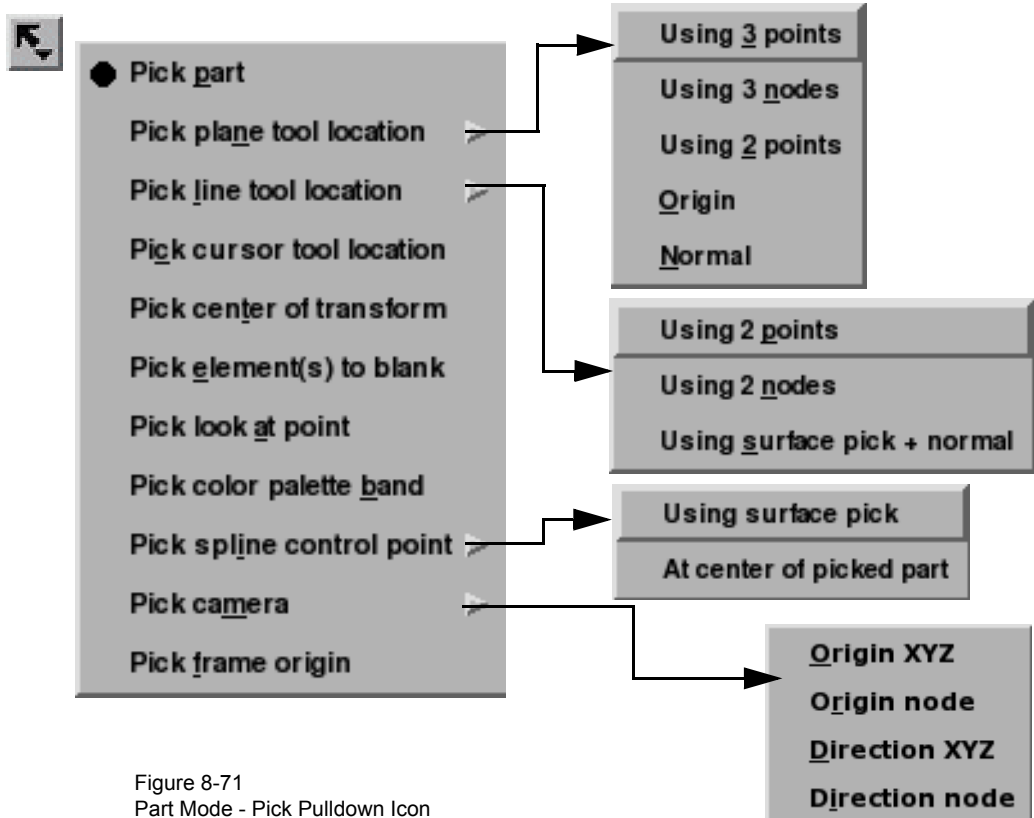 Pick part
Pick plane tool location
Pick line tool location
Pick cursor tool location
Pick center of transform
Pick element(s) to blank
Pick look at point
Pick color palette band
Pick spline control point
Pick camera
Pick frame origin
Using 3 points
Using 3 nodes
Using 2 points
Origin
Normal
Using 2 points
Using 2 nodes
Using surface pick + normal
Using surface pick
At center of picked part
Origin XYZ
Origin node
Direction XYZ
Direction node
Figure 8-71
Part Mode - Pick Pulldown Icon